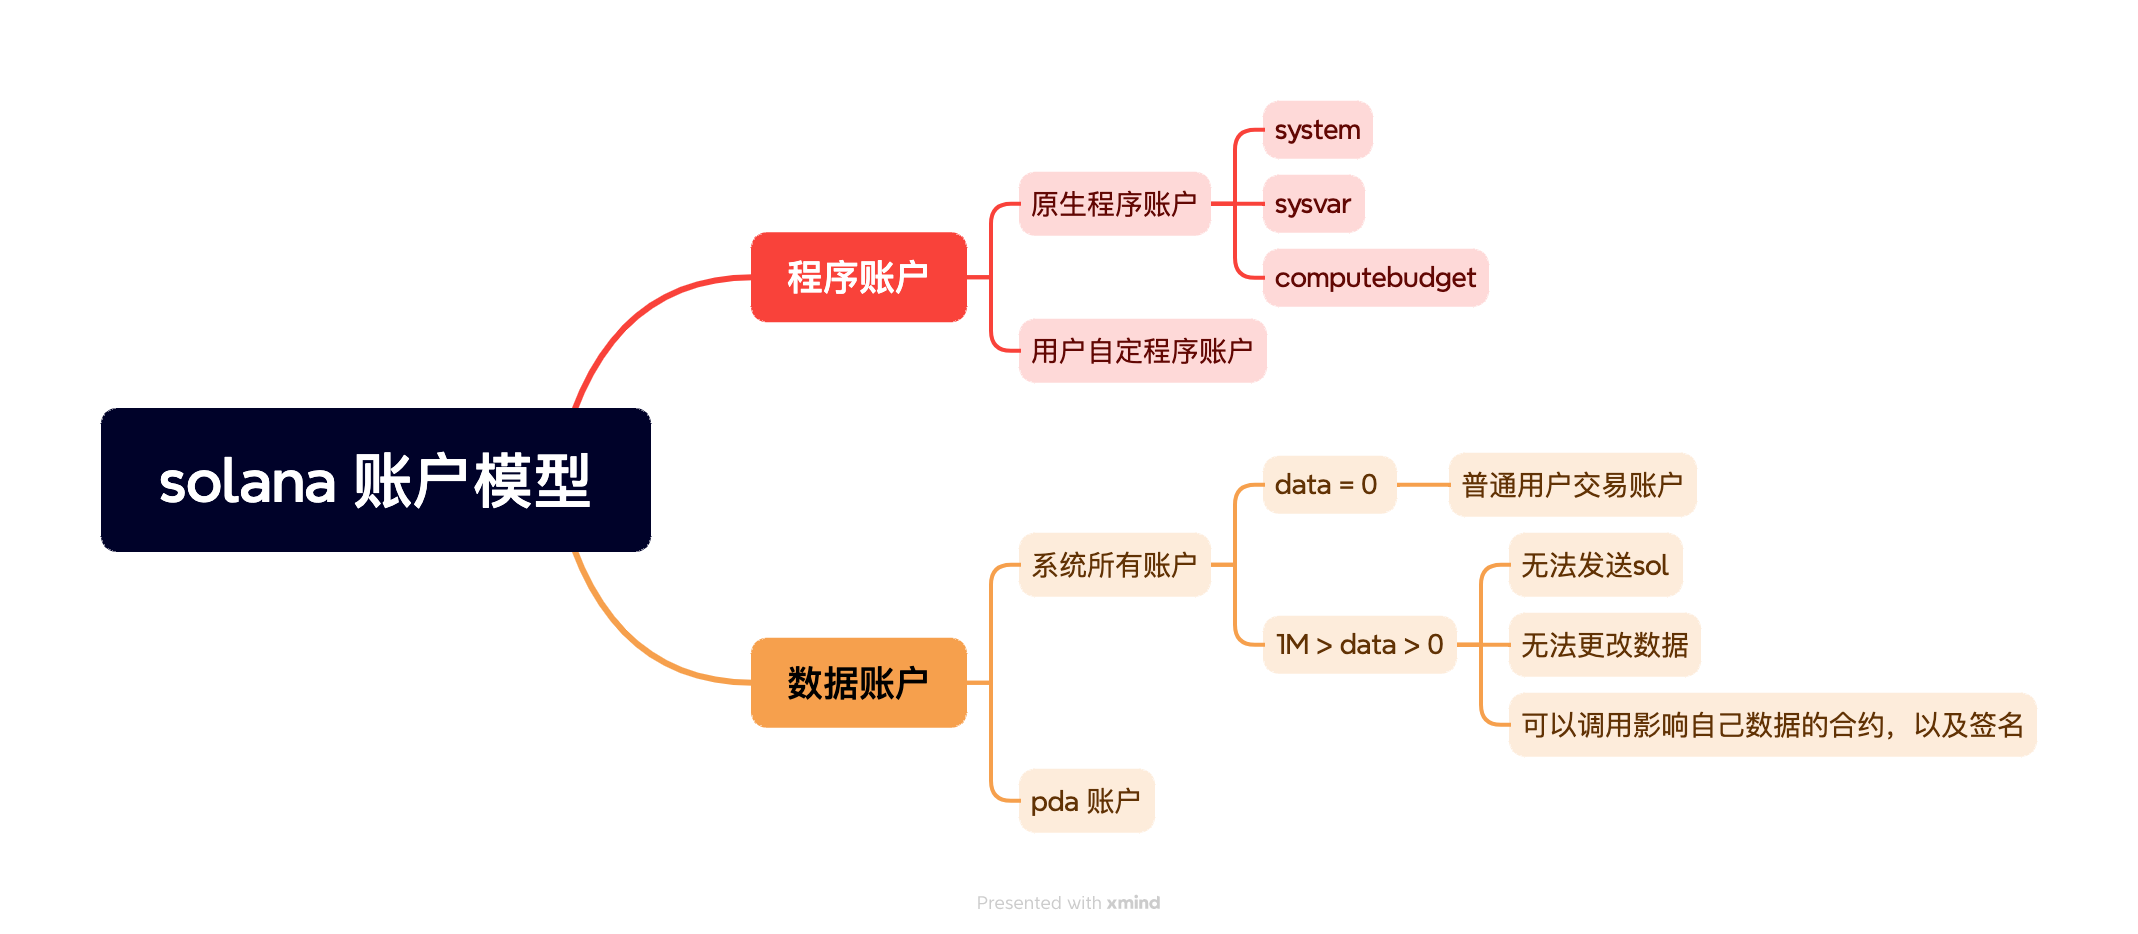 solana 账户模型
程序账户
原生程序账户
system
sysvar
computebudget
用户自定程序账户
数据账户
系统所有账户
data = 0
普通用户交易账户
1M > data > 0
无法发送sol
无法更改数据
可以调用影响自己数据的合约，以及签名
pda 账户
Presented with xmind